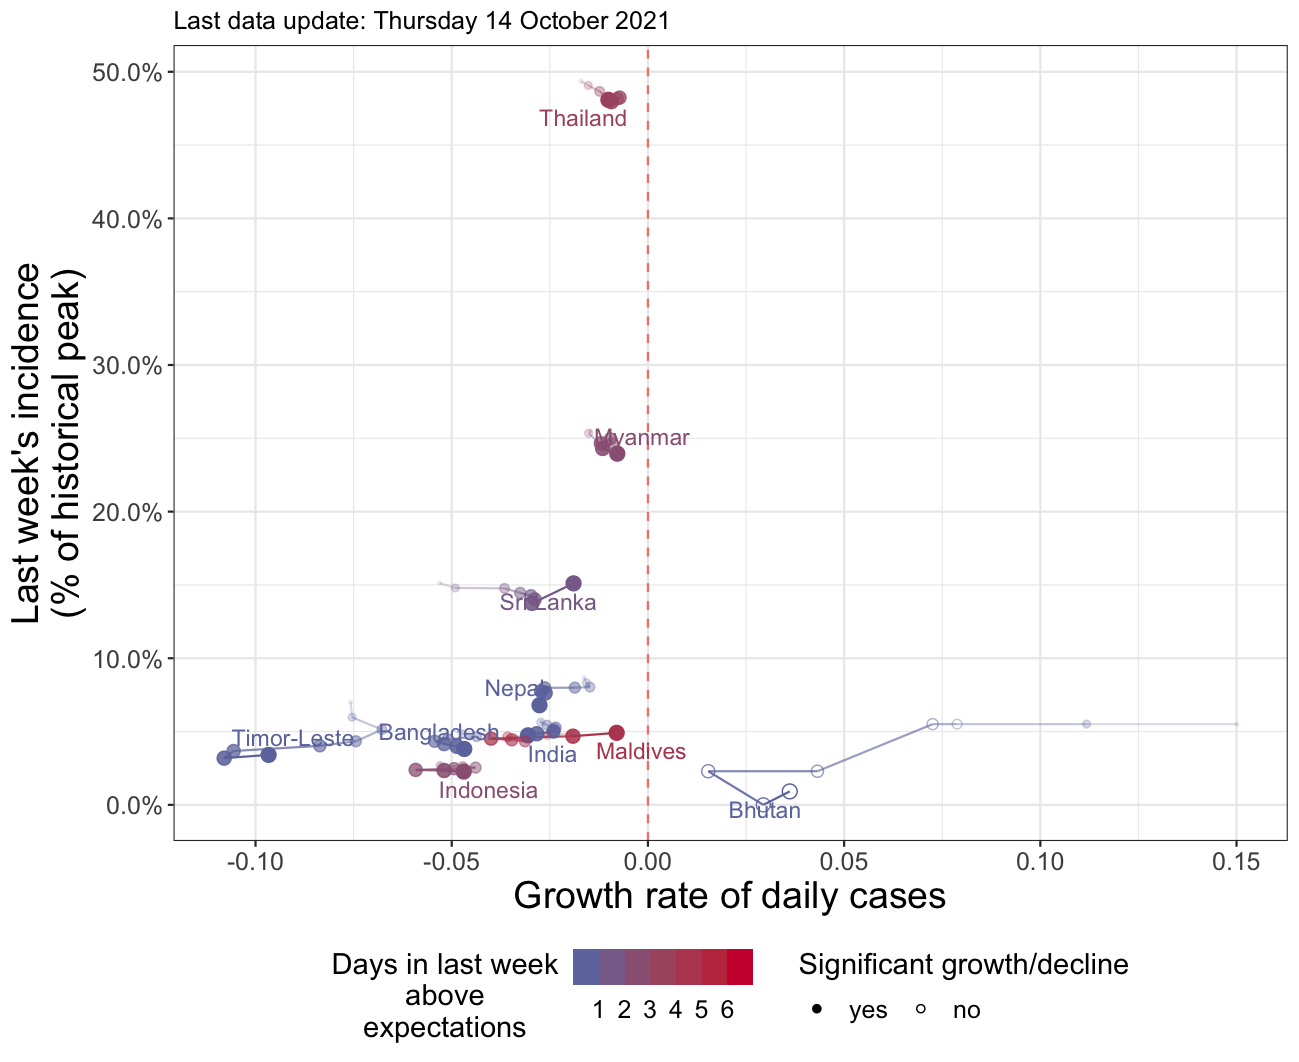 Last data update: Thursday 14 October 2021
50.0%
Thailand
40.0%
30.0%
Last week's incidence
(% of historical peak)
Myanmar
20.0%
Sri Lanka
10.0%
Nepal
Timor-Leste
Bangladesh
India
Maldives
Indonesia
Bhutan
0.0%
-0.10 -0.05 0.00 0.05 0.10 0.15
Growth rate of daily cases
Days in last week
above
expectations
1 2 3 4 5 6
Significant growth/decline
yes no